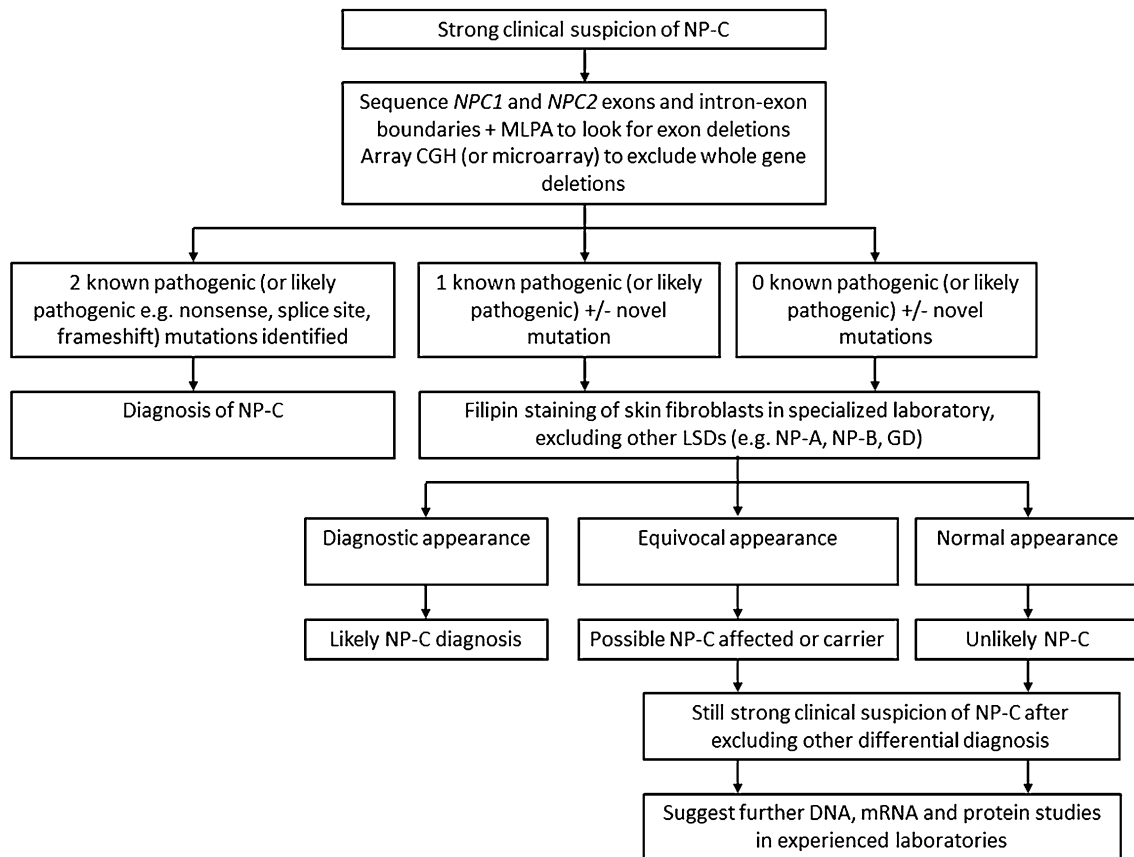 Strong clinical suspicion of NP-C
Sequence NPC1 and NPC2 exons and intron-exon
boundaries + MLPA to look for exon deletions
Array CGH (or microarray) to exclude whole gene
deletions
2 known pathogenic (or likely
pathogenic e.g. nonsense, splice site,
frameshift) mutations identified
1 known pathogenic (or likely
pathogenic) +/- novel
mutation
0 known pathogenic (or likely
pathogenic) +/- novel
mutations
Diagnosis of NP-C
Filipin staining of skin fibroblasts in specialized laboratory,
excluding other LSDs (e.g. NP-A, NP-B, GD)
Diagnostic appearance
Equivocal appearance
Normal appearance
Likely NP-C diagnosis
Possible NP-C affected or carrier
Unlikely NP-C
Still strong clinical suspicion of NP-C after
excluding other differential diagnosis
Suggest further DNA, mRNA and protein studies
in experienced laboratories